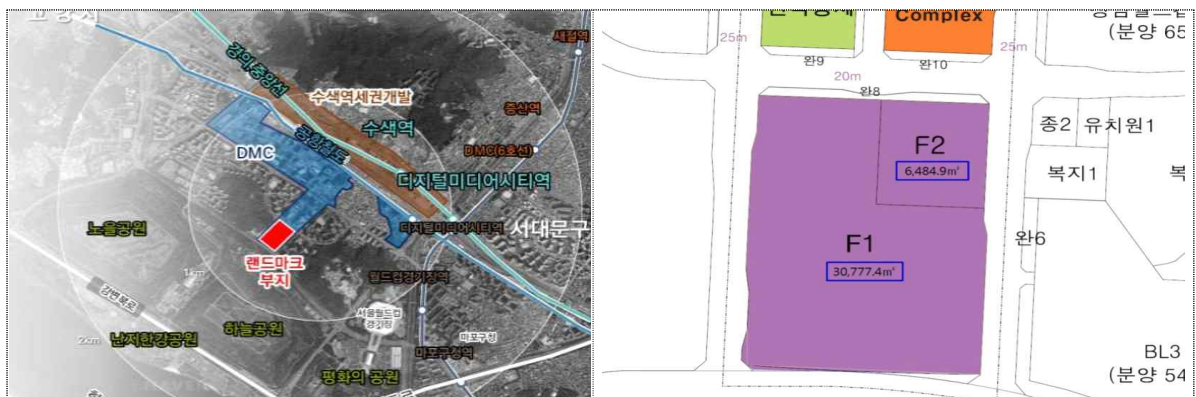 고양시
새절역
경의중앙선
수색역세권개발
증산역
수색역
공항철도
DMC
DMC(6호선)
디지털미디어시티역
디지털미디어시티역
서대문구
노을공원
랜드마크
부지
1km
월드컵경기장역
강변북로
서울월드컵
경기장
하늘공원
난지한강공원
마포구청
2km
마포구청역
평화의 공원
Complex
(분양 65
25m
25m
완9
완10
20m
완8
종2
유치원1
F2
6,484.9㎡
복지1
복
F1
완6
30,777.4㎡
BL3
(분양 54